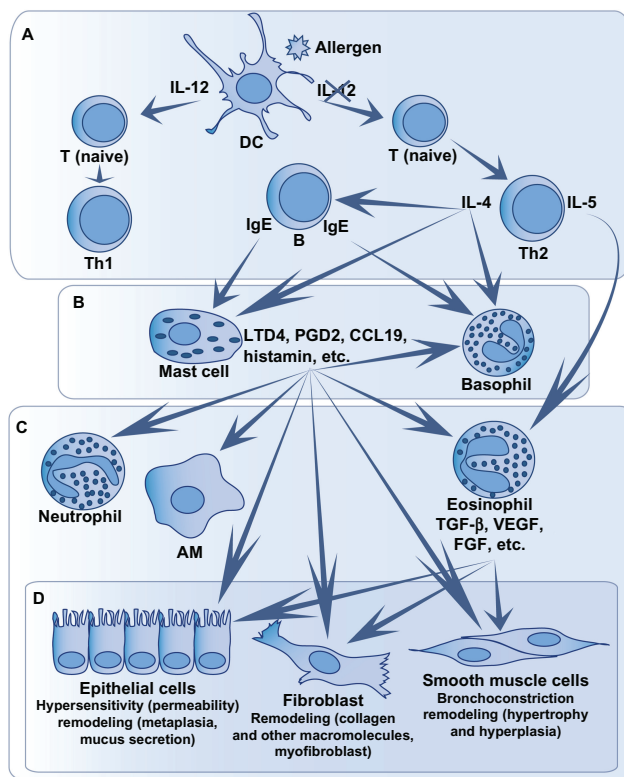 A
Allergen
IL-12
IL-12
DC
T (naive)
T (naive)
IgE
B
IgE
IL-4
IL-5
Th1
Th2
B
LTD4, PGD2, CCL19,
histamin, etc.
Mast cell
Basophil
C
Neutrophil
AM
Eosinophil
TGF-β, VEGF,
FGF, etc.
D
Epithelial cells
Hypersensitivity (permeability)
remodeling (metaplasia,
mucus secretion)
Fibroblast
Remodeling (collagen
and other macromolecules,
myofibroblast)
Smooth muscle cells
Bronchoconstriction
remodeling (hypertrophy
and hyperplasia)